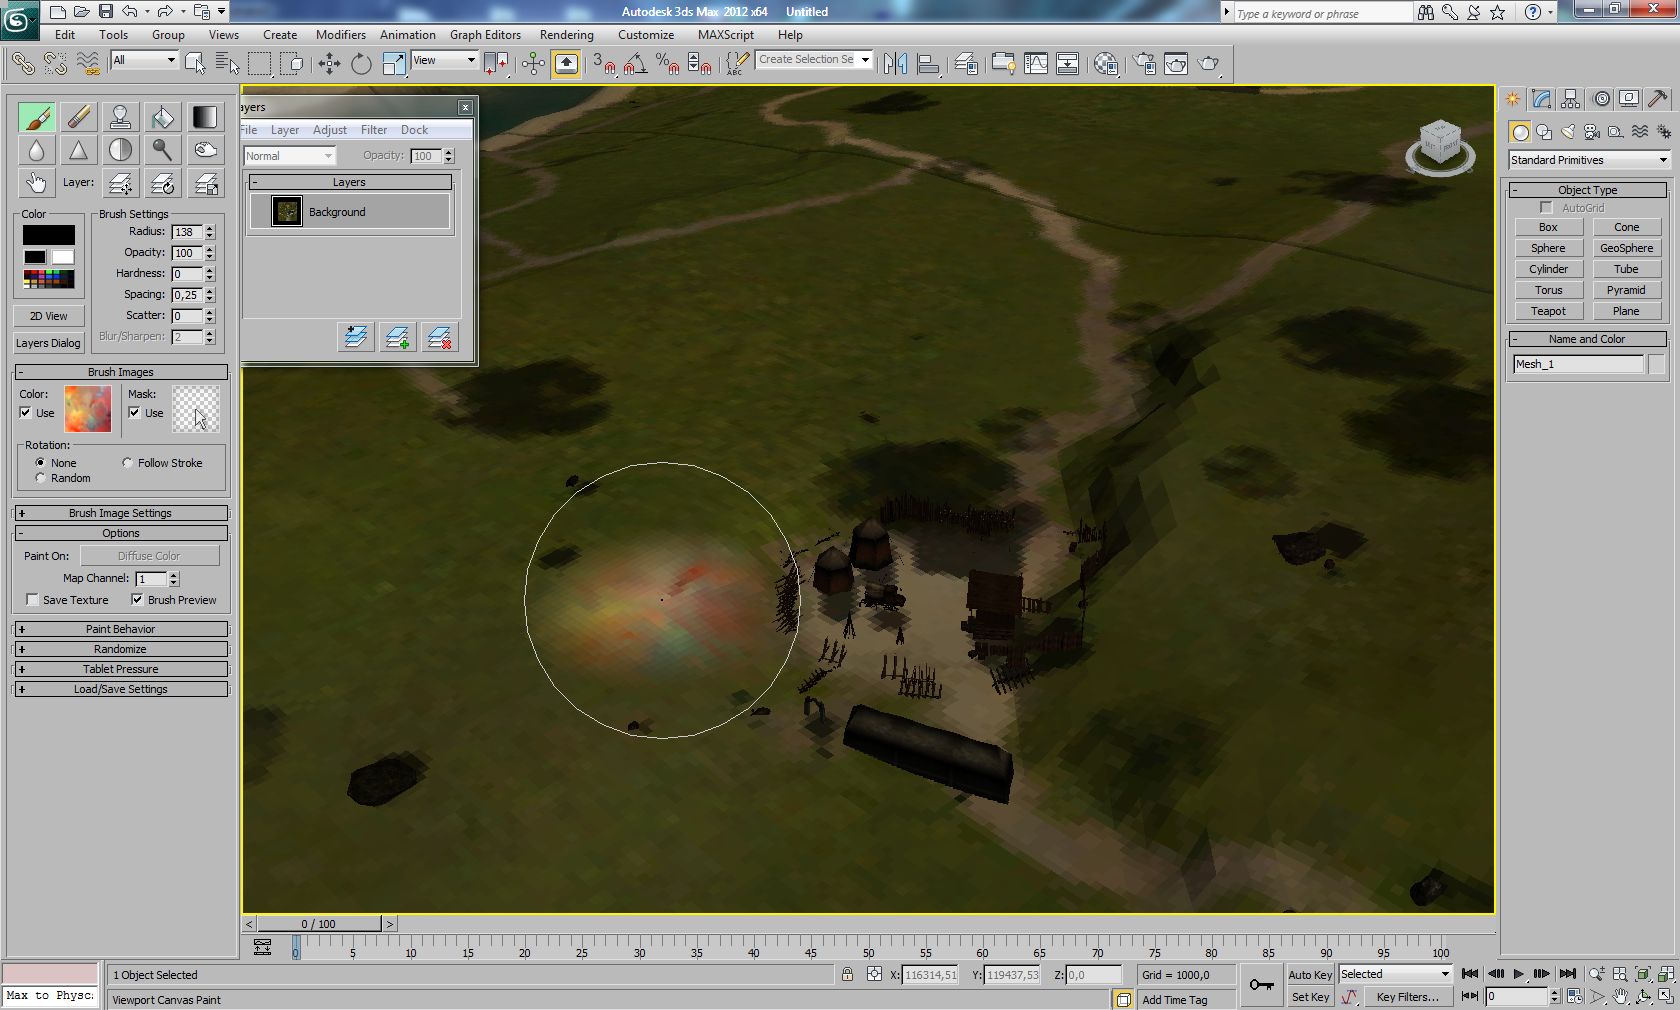 Autodesk 3ds Max 2012 x64 Untitled
Type a keyword or phrase
Edit Tools Group Views Create Modifiers Animation Graph Editors Rendering Customize MAXScript Help
All
View
3
ABC
Create Selection Se
ayers
File Layer Adjust Filter Dock
Normal
Opacity: 100
- Layers
Background
Layer:
Color
Brush Settings
Radius: 138
Opacity: 100
Hardness: 0
Spacing: 0,25
Scatter: 0
Blur/Sharpen: 2
2D View
Layers Dialog
- Brush Images
Color:
Use
Mask:
Use
Rotation:
None
Follow Stroke
Random
+ Brush Image Settings
- Options
Paint On: Diffuse Color
Map Channel: 1
Save Texture
Brush Preview
+ Paint Behavior
+ Randomize
+ Tablet Pressure
+ Load/Save Settings
Standard Primitives
- Object Type
AutoGrid
Box Cone
Sphere GeoSphere
Cylinder Tube
Torus Pyramid
Teapot Plane
- Name and Color
Mesh_1
< 0 / 100 >
0 5 10 15 20 25 30 35 40 45 50 55 60 65 70 75 80 85 90 95 100
1 Object Selected
X: 116314,51 Y: 119437,53 Z: 0,0
Grid = 1000,0
Auto Key
Selected
Max to Physc:
Viewport Canvas Paint
Add Time Tag
Set Key
Key Filters...
0